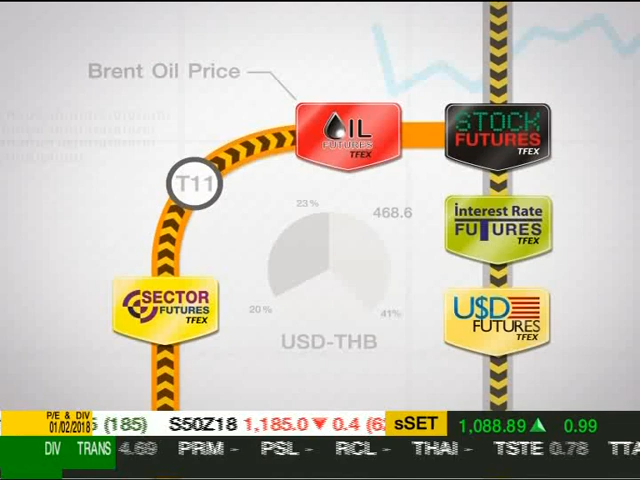 Brent Oil Price
OIL
FUTURES
TFEX
STOCK
FUTURES
TFEX
T11
Interest Rate
FUTURES
TFEX
23 %
468.6
SECTOR
FUTURES
TFEX
U$D
FUTURES
TFEX
20 %
41%
USD-THB
P/E & DIV
01/02/2018
(185) S50Z18 1,185.0 ▼ 0.4 sSET 1,088.89 ▲ 0.99
DIV TRANS 4.69 PRM - PSL - RCL - THAI - TSTE 0.78 TTA